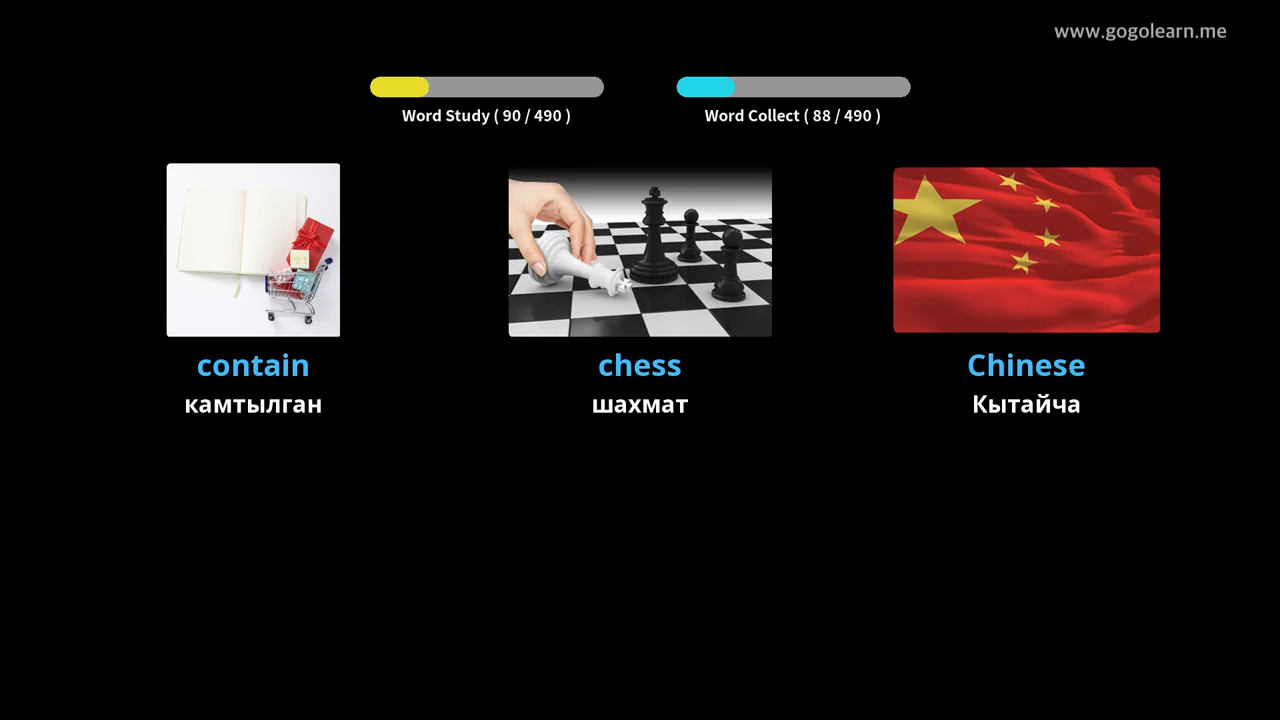 www.gogolearn.me
Word Study ( 90 / 490 )
Word Collect ( 88 / 490 )
contain
chess
Chinese
камтылган
шахмат
Кытайча